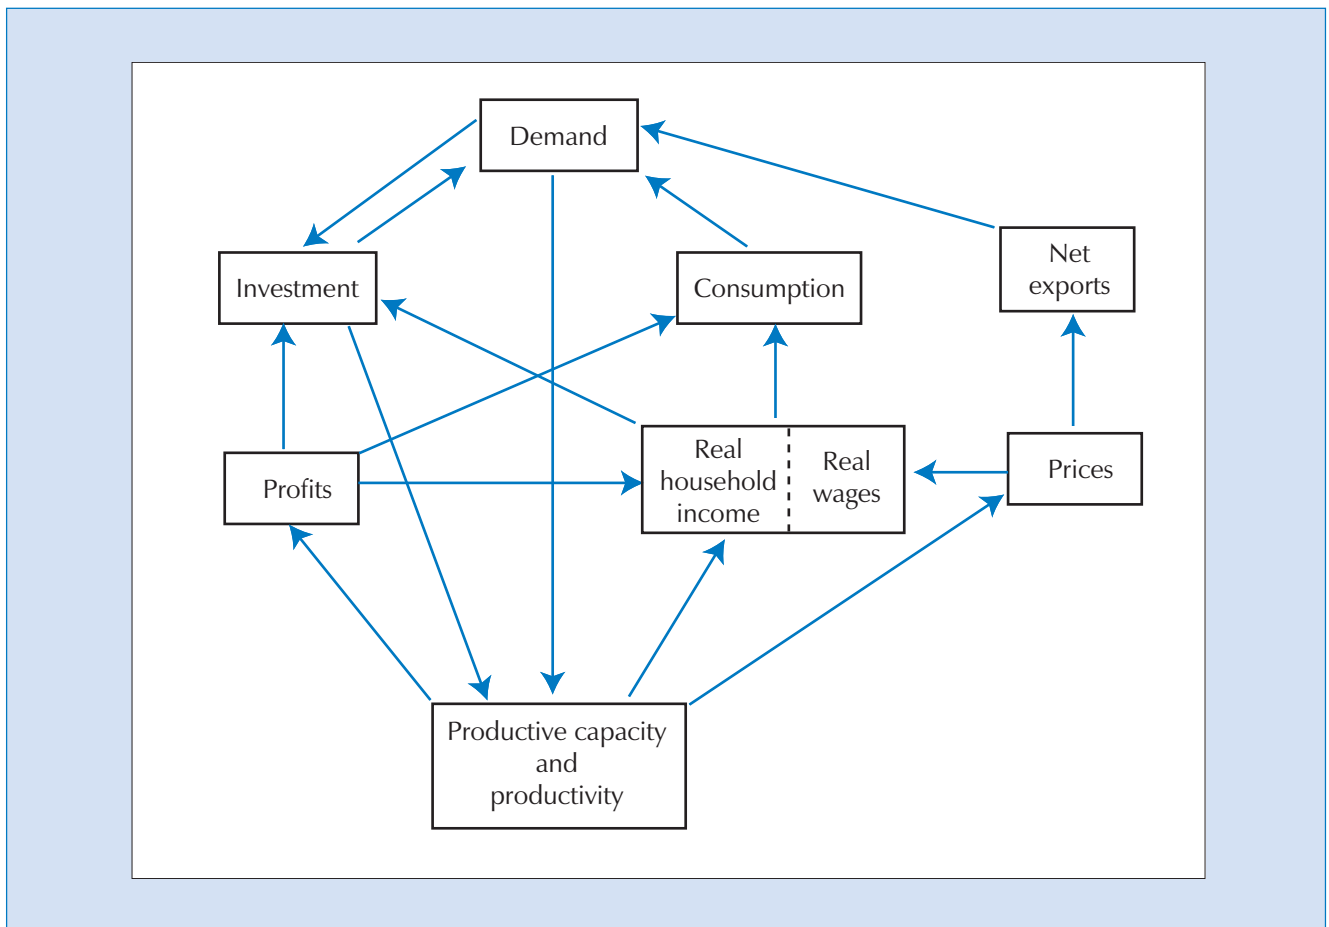 Demand
Investment
Consumption
Net
exports
Profits
Real
household
income
Real
wages
Prices
Productive capacity
and
productivity